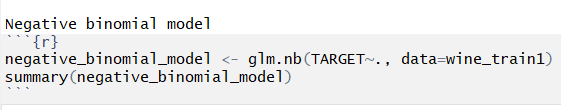 Negative binomial model
```{r}
negative_binomial_model <- glm.nb(TARGET~., data=wine_train1)
summary(negative_binomial_model)
```